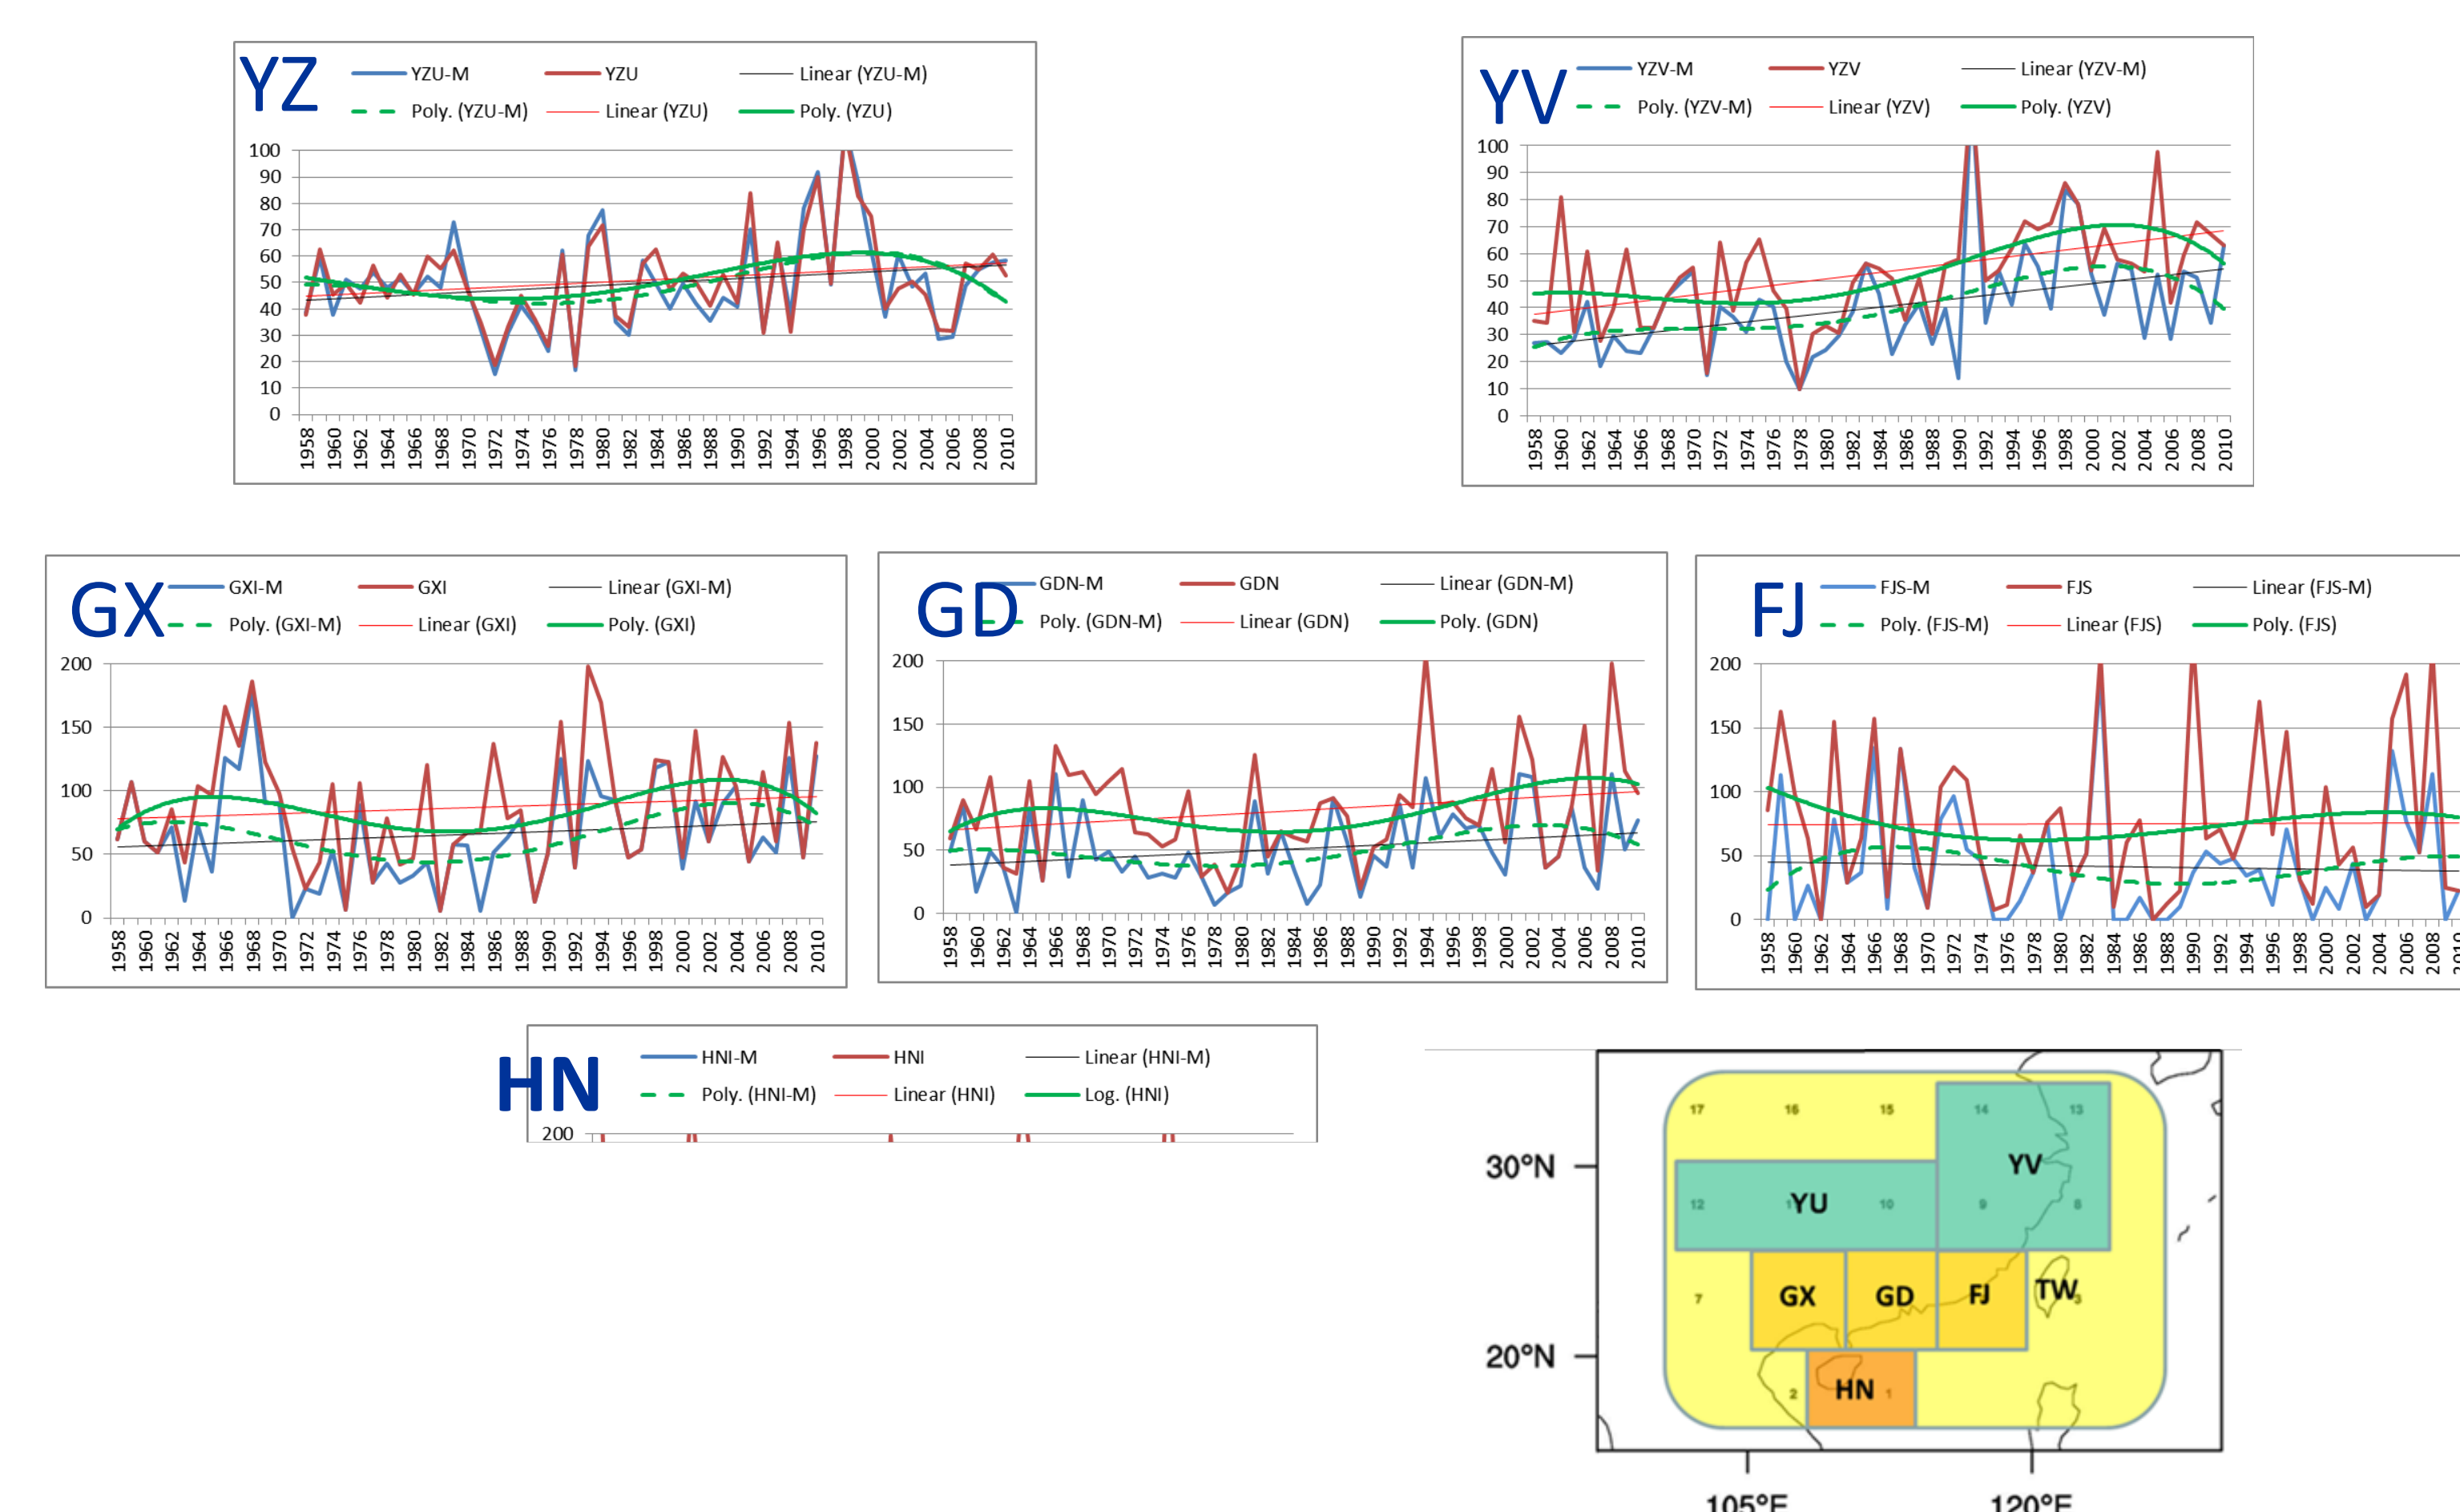 YZ
YZU-M YZU Linear (YZU-M)
Poly. (YZU-M) Linear (YZU) Poly. (YZU)
100
90
80
70
60
50
40
30
20
10
0
1958 1960 1962 1964 1966 1968 1970 1972 1974 1976 1978 1980 1982 1984 1986 1988 1990 1992 1994 1996 1998 2000 2002 2004 2006 2008 2010
YV
YZV-M YZV Linear (YZV-M)
Poly. (YZV-M) Linear (YZV) Poly. (YZV)
100
90
80
70
60
50
40
30
20
10
0
1958 1960 1962 1964 1966 1968 1970 1972 1974 1976 1978 1980 1982 1984 1986 1988 1990 1992 1994 1996 1998 2000 2002 2004 2006 2008 2010
GX
GXI-M GXI Linear (GXI-M)
Poly. (GXI-M) Linear (GXI) Poly. (GXI)
200
150
100
50
0
1958 1960 1962 1964 1966 1968 1970 1972 1974 1976 1978 1980 1982 1984 1986 1988 1990 1992 1994 1996 1998 2000 2002 2004 2006 2008 2010
GD
GDN-M GDN Linear (GDN-M)
Poly. (GDN-M) Linear (GDN) Poly. (GDN)
200
150
100
50
0
1958 1960 1962 1964 1966 1968 1970 1972 1974 1976 1978 1980 1982 1984 1986 1988 1990 1992 1994 1996 1998 2000 2002 2004 2006 2008 2010
FJ
FJS-M FJS Linear (FJS-M)
Poly. (FJS-M) Linear (FJS) Poly. (FJS)
200
150
100
50
0
1958 1960 1962 1964 1966 1968 1970 1972 1974 1976 1978 1980 1982 1984 1986 1988 1990 1992 1994 1996 1998 2000 2002 2004 2006 2008
HN
HNI-M HNI Linear (HNI-M)
Poly. (HNI-M) Linear (HNI) Log. (HNI)
200
17 16 15 14 13
30°N
YV
12 YU 10 9 8
7 GX GD FJ TW 3
20°N
2 HN 1
105°E 120°E